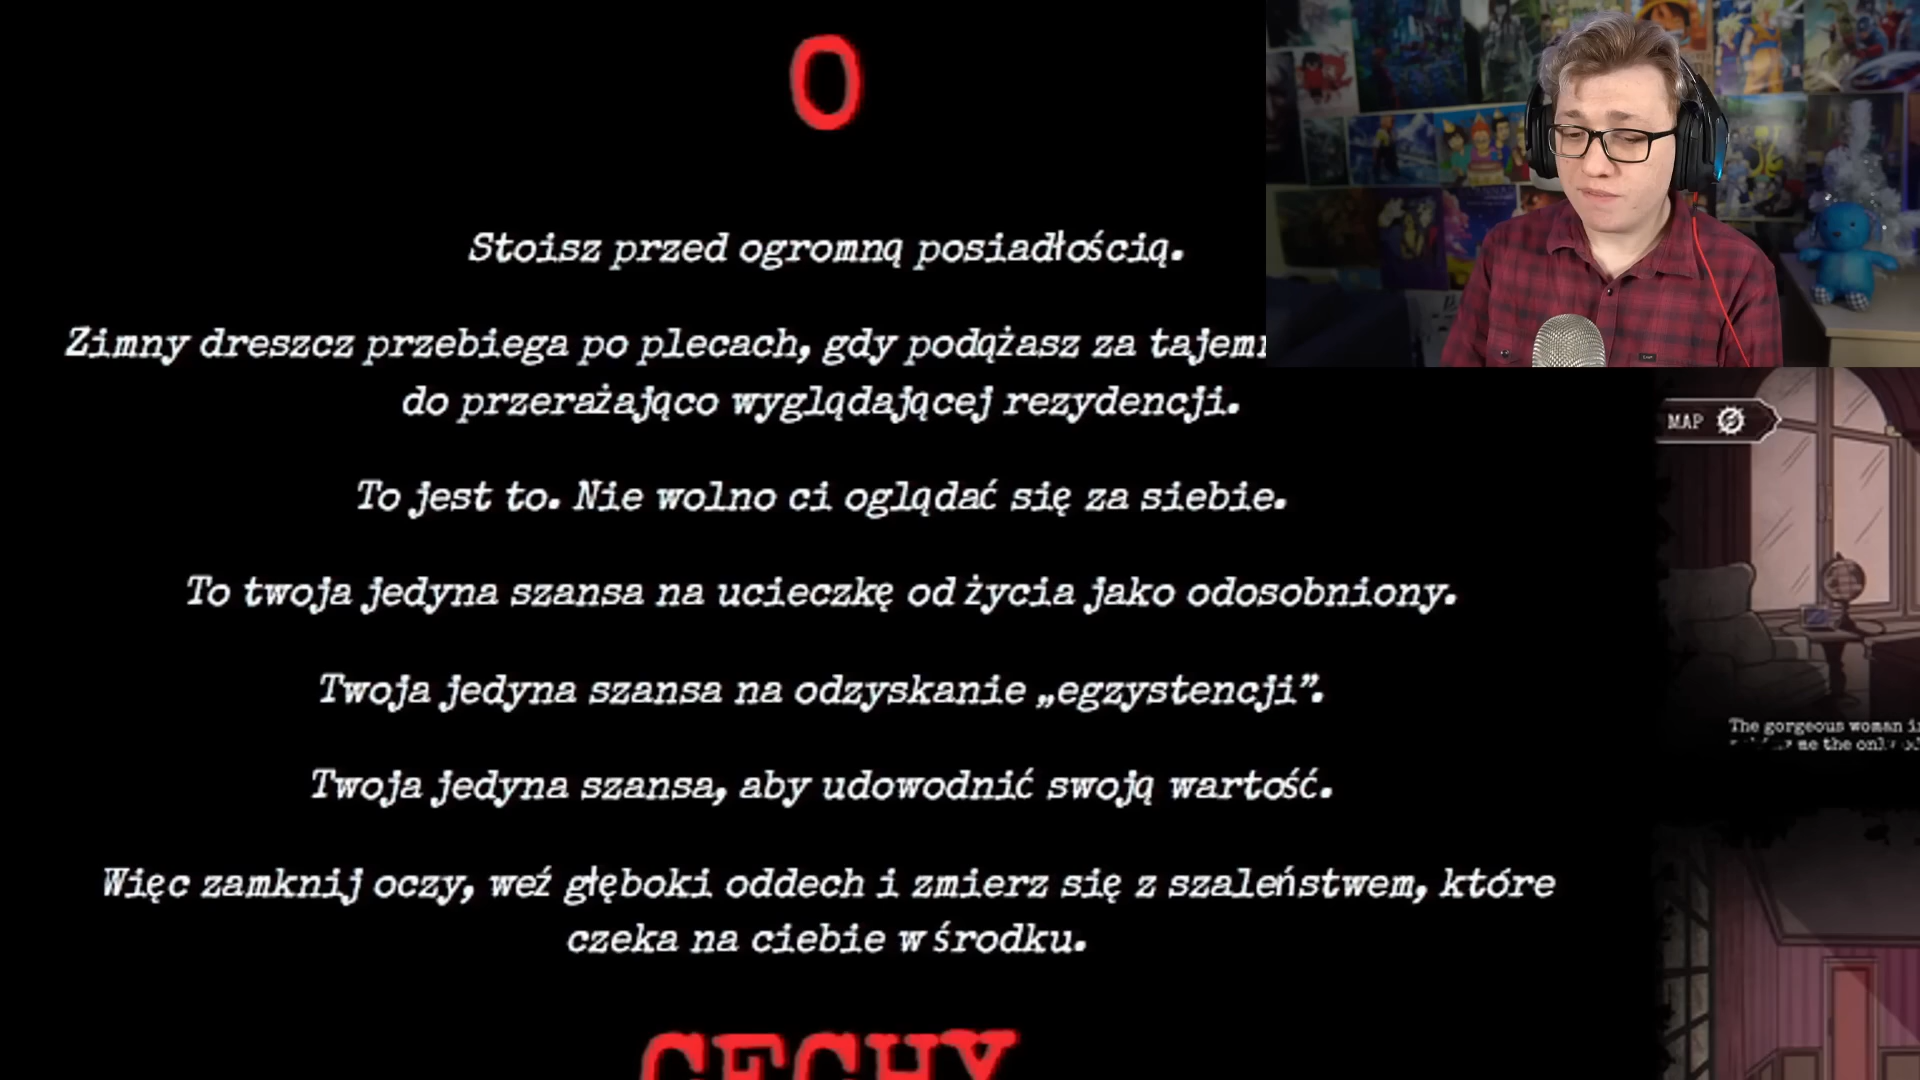 O
Stoisz przed ogromną posiadłością.
Zimny dreszcz przebiega po plecach, gdy podążasz za
do przerażająco wyglądającej rezydencji.
To jest to. Nie wolno ci oglądać się za siebie.
To twoja jedyna szansa na ucieczkę od życia jako odosobniony.
Twoja jedyna szansa na odzyskanie „egzystencji”.
Twoja jedyna szansa, aby udowodnić swoją wartość.
Więc zamknij oczy, weź głęboki oddech i zmierz się z szaleństwem, które
czeka na ciebie w środku.
CECHY
MAP
The gorgeous woman
me the only